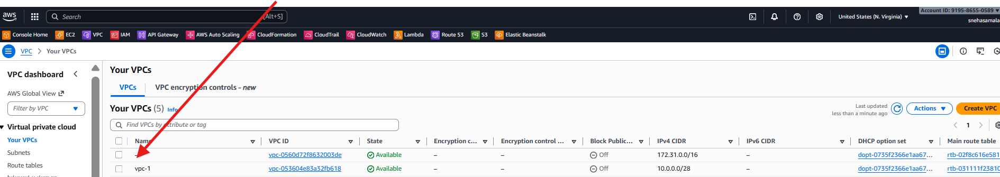 aws
Search [Alt+S]
United States (N. Virginia)
Account ID: 9195-8655-0589
snehasamala
Console Home EC2 VPC IAM API Gateway AWS Auto Scaling CloudFormation CloudTrail CloudWatch Lambda Route 53 S3 Elastic Beanstalk
VPC > Your VPCs
VPC dashboard
AWS Global View
Filter by VPC
Virtual private cloud
Your VPCs
Subnets
Route tables
Your VPCs
VPCs VPC encryption controls - new
Your VPCs (5) Info
Last updated
less than a minute ago
Actions Create VPC
Find VPCs by attribute or tag
1
Name VPC ID State Encryption c... Encryption control ... Block Public... IPv4 CIDR IPv6 CIDR DHCP option set Main route table
– vpc-0560d72f8632003de Available – – Off 172.31.0.0/16 – dopt-0735f2366e1aa67... rtb-02f8c616e581
vpc-1 vpc-053604e83a32fb618 Available – – Off 10.0.0.0/28 – dopt-0735f2366e1aa67... rtb-031111f23810